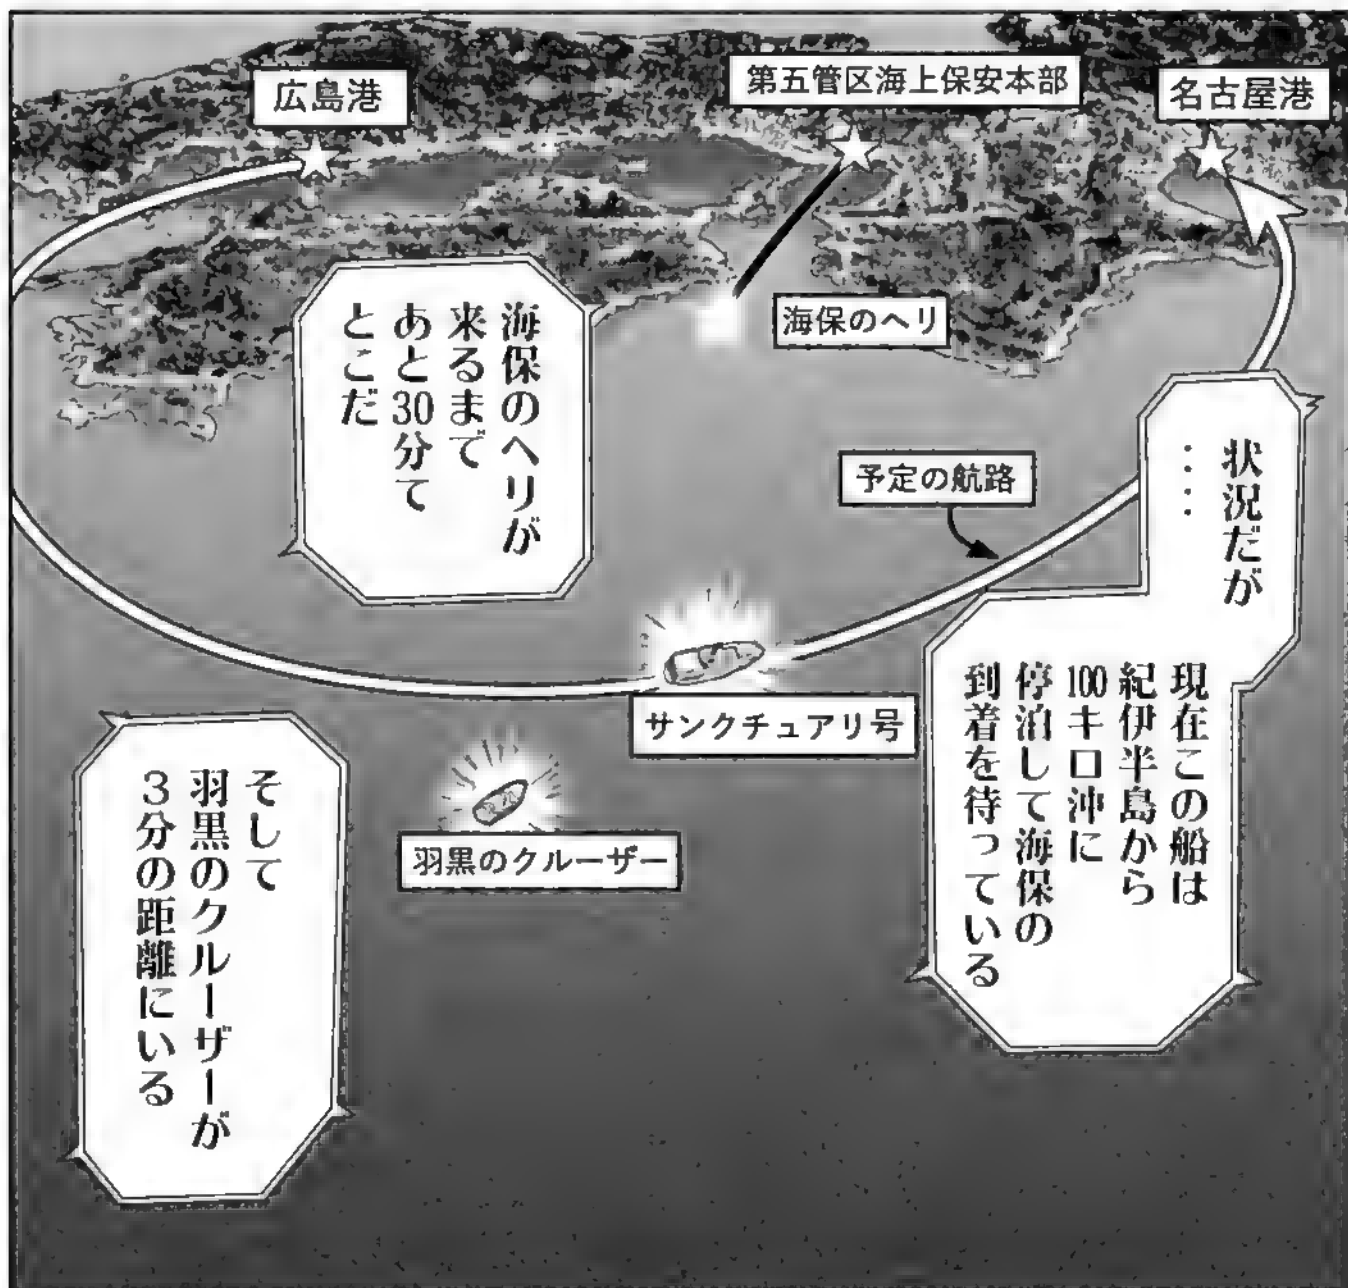 広島港
第五管区海上保安本部
名古屋港
海保のヘリ
予定の航路
状況だが
‥‥
現在この船は
紀伊半島から
100キロ沖に
停泊して海保の
到着を待っている
海保のヘリが
来るまで
あと30分て
とこだ
サンクチュアリ号
羽黒のクルーザー
そして
羽黒のクルーザーが
3分の距離にいる